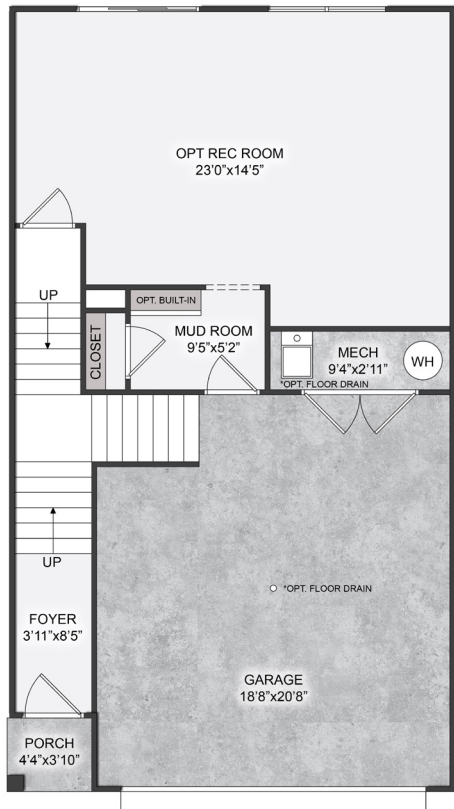 OPT REC ROOM
23'0"x14'5"
UP
OPT. BUILT-IN
CLOSET
MUD ROOM
9'5"x5'2"
MECH
9'4"x2'11"
WH
*OPT. FLOOR DRAIN
UP
*OPT. FLOOR DRAIN
FOYER
3'11"x8'5"
GARAGE
18'8"x20'8"
PORCH
4'4"x3'10"